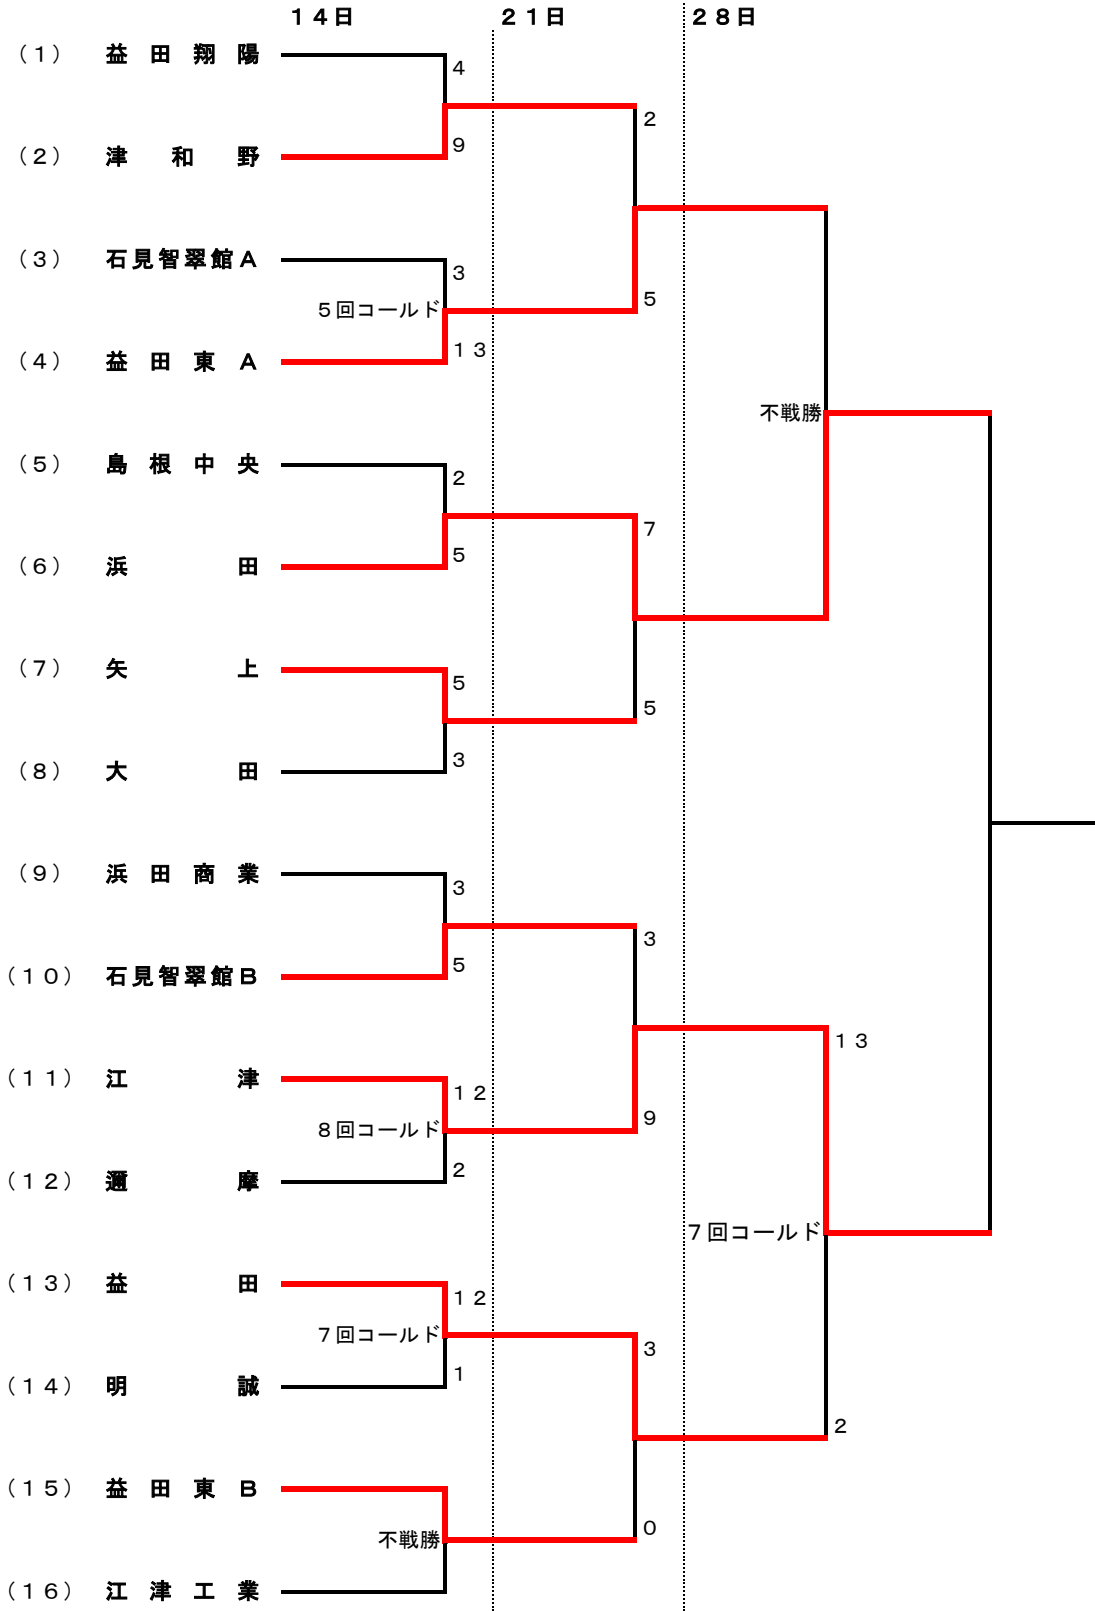 １４日　２１日　２８日
（１）　益田翔陽
４
２
（２）　津和野
９
（３）　石見智翠館Ａ
３
５
５回コールド
（４）　益田東Ａ
１３
不戦勝
（５）　島根中央
２
７
（６）　浜田
５
（７）　矢上
５
５
（８）　大田
３
（９）　浜田商業
３
３
（１０）　石見智翠館Ｂ
５
１３
（１１）　江津
１２
９
８回コールド
（１２）　邇摩
２
７回コールド
（１３）　益田
１２
７回コールド
３
（１４）　明誠
１
２
（１５）　益田東Ｂ
０
不戦勝
（１６）　江津工業